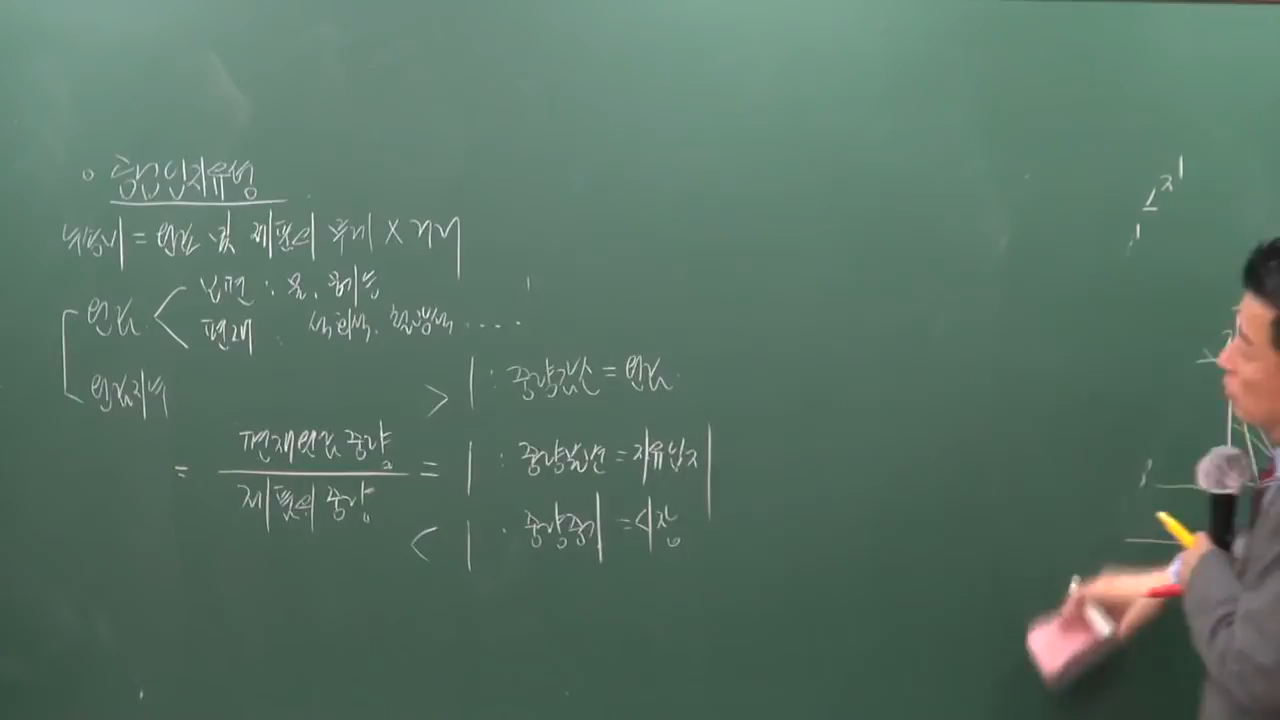 ○ 공업입지유형
수송비 = 원료 및 제품의 무게 × 거리
원료 < 보편 : 물, 공기 등
편재 : 석회석, 철광석 ....
원료지수
= 편재원료 중량 / 제품의 중량 =
> 1 : 중량감소 = 원료
1 : 중량불변 = 자유입지
< 1 : 중량증가 = 시장